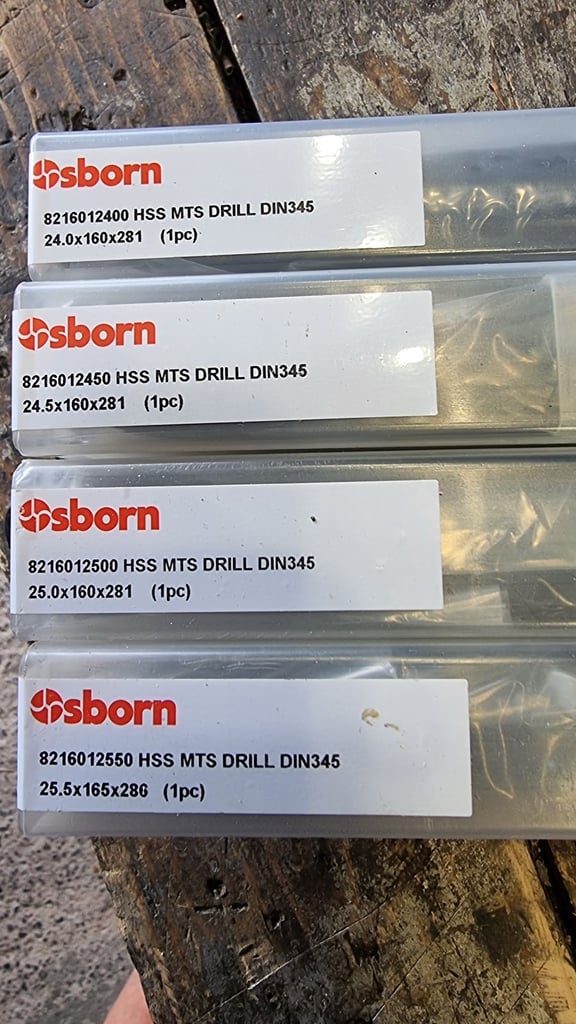 Osborn
8216012400 HSS MTS DRILL DIN345
24.0x160x281 (1pc)
Osborn
8216012450 HSS MTS DRILL DIN345
24.5x160x281 (1pc)
Osborn
8216012500 HSS MTS DRILL DIN345
25.0x160x281 (1pc)
Osborn
8216012550 HSS MTS DRILL DIN345
25.5x165x286 (1pc)